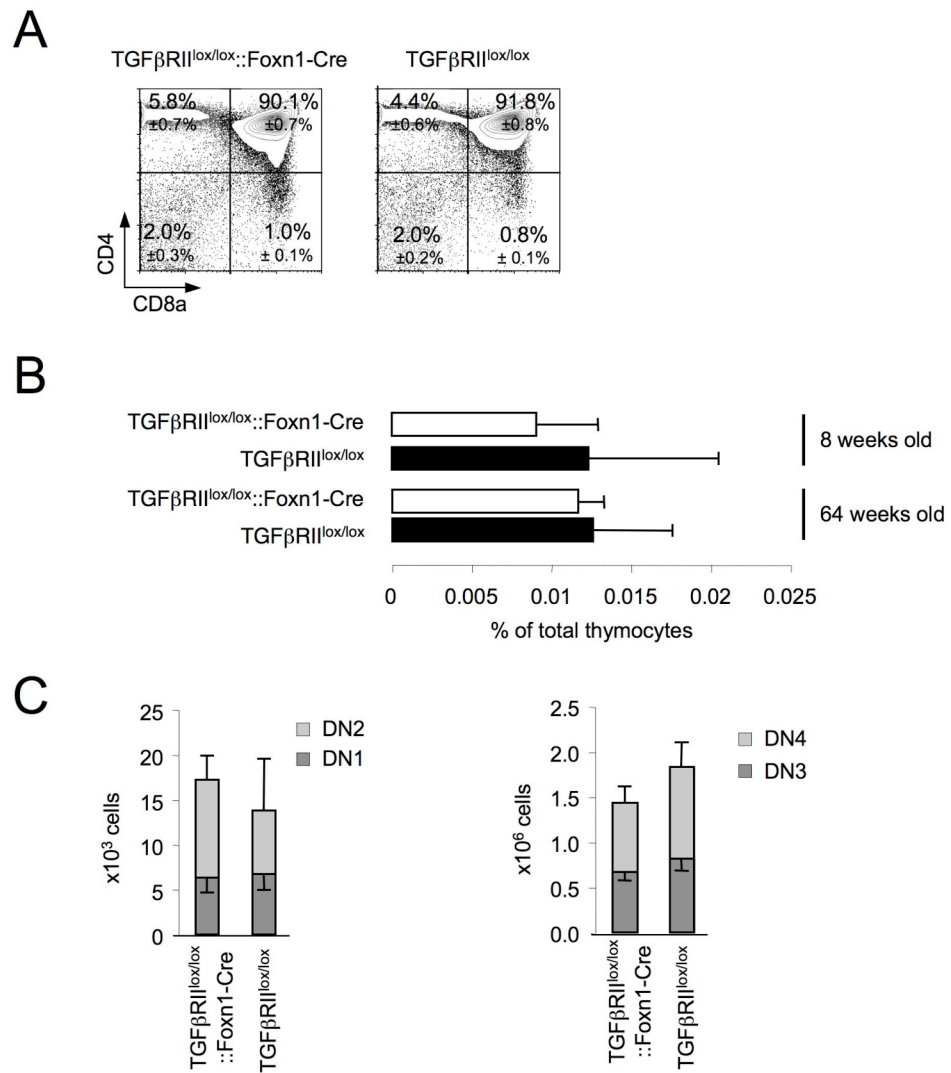 A
TGFβRIIlox/lox::Foxn1-Cre
TGFβRIIlox/lox
5.8%
90.1%
±0.7%
±0.7%
4.4%
91.8%
±0.6%
±0.8%
2.0%
1.0%
±0.3%
± 0.1%
2.0%
0.8%
±0.2%
± 0.1%
CD4
CD8a
B
TGFβRIIlox/lox::Foxn1-Cre
TGFβRIIlox/lox
8 weeks old
TGFβRIIlox/lox::Foxn1-Cre
TGFβRIIlox/lox
64 weeks old
0 0.005 0.01 0.015 0.02 0.025
% of total thymocytes
C
25
20
15
10
5
0
x10³ cells
DN2
DN1
TGFβRIIlox/lox
::Foxn1-Cre
TGFβRIIlox/lox
2.5
2.0
1.5
1.0
0.5
0.0
x10⁶ cells
DN4
DN3
TGFβRIIlox/lox
::Foxn1-Cre
TGFβRIIlox/lox